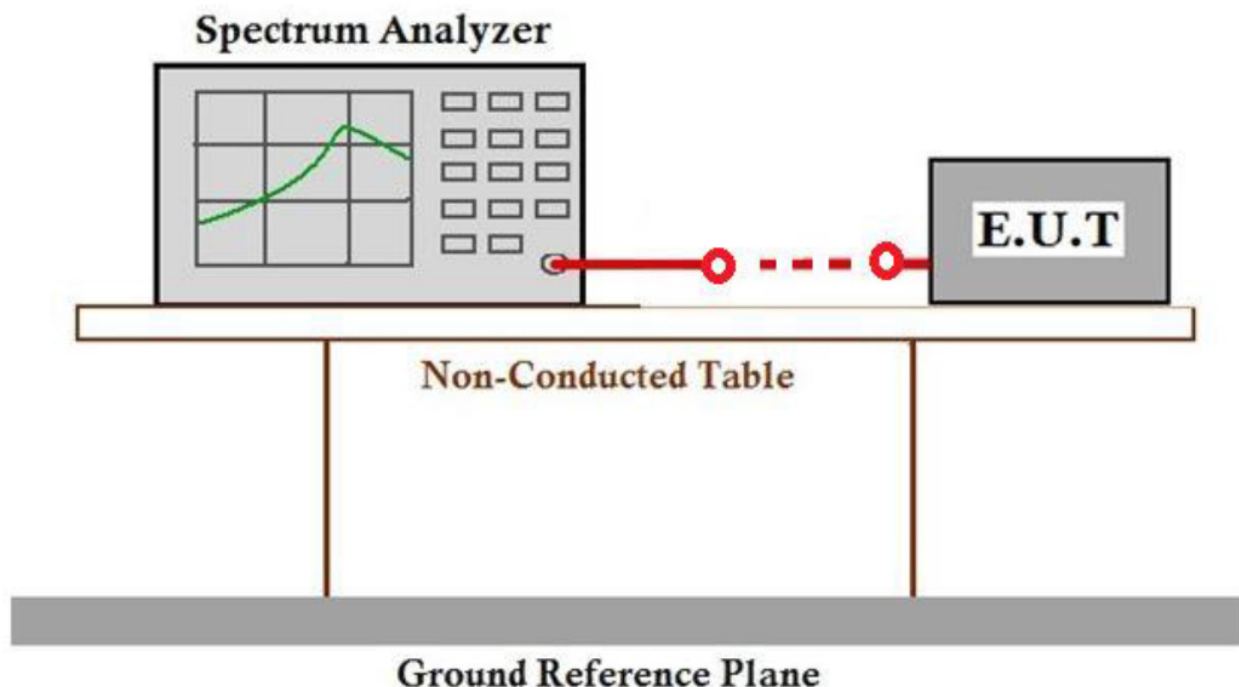 Spectrum Analyzer
E.U.T
Non-Conducted Table
Ground Reference Plane